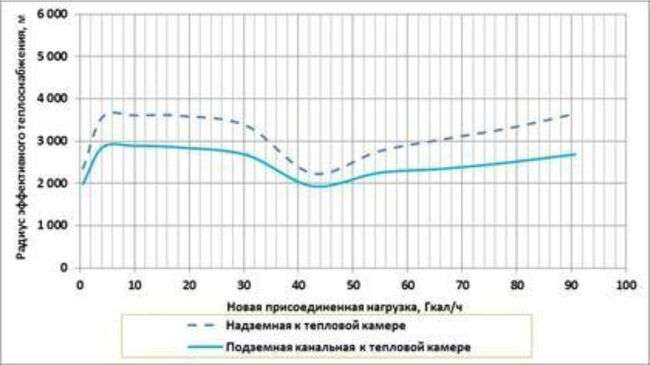 Радиус эффективного теплоснабжения, м
6 000
5 000
4 000
3 000
2 000
1 000
0
0 10 20 30 40 50 60 70 80 90 100
Новая присоединенная нагрузка, Гкал/ч
Надземная к тепловой камере
Подземная канальная к тепловой камере